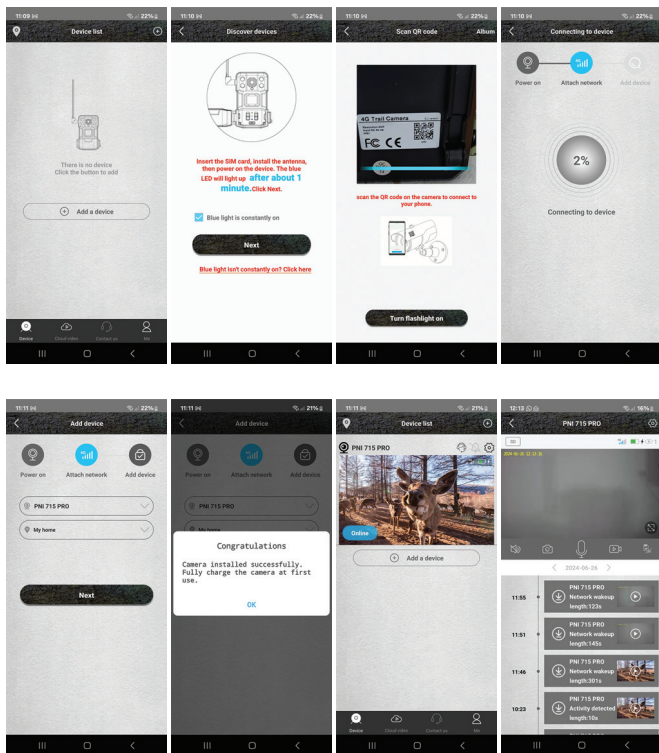 11:09
22%
Device list
There is no device
Click the button to add
Add a device
Device
Cloud video
Contact us
Me
11:10
22%
Discover devices
Insert the SIM card, install the antenna,
then power on the device. The blue
LED will light up after about 1
minute.Click Next.
Blue light is constantly on
Next
Blue light isn't constantly on? Click here
11:10
22%
Scan QR code
Album
4G Trail Camera
FC CE
scan the QR code on the camera to connect to
your phone.
Turn flashlight on
11:10
22%
Connecting to device
Power on
Attach network
Add device
2%
Connecting to device
11:11
22%
Add device
Power on
Attach network
Add device
PNI 715 PRO
My home
Next
11:11
21%
Add device
Power on
Attach network
Add device
PNI 715 PRO
My home
Congratulations
Camera installed successfully.
Fully charge the camera at first
use.
OK
11:11
21%
Device list
PNI 715 PRO
Online
Add a device
Device
Cloud video
Contact us
Me
12:13
16%
PNI 715 PRO
SD
2024-06-26
11:55
PNI 715 PRO
Network wakeup
length:123s
11:51
PNI 715 PRO
Network wakeup
length:145s
11:46
PNI 715 PRO
Network wakeup
length:301s
10:23
PNI 715 PRO
Activity detected
length:10s